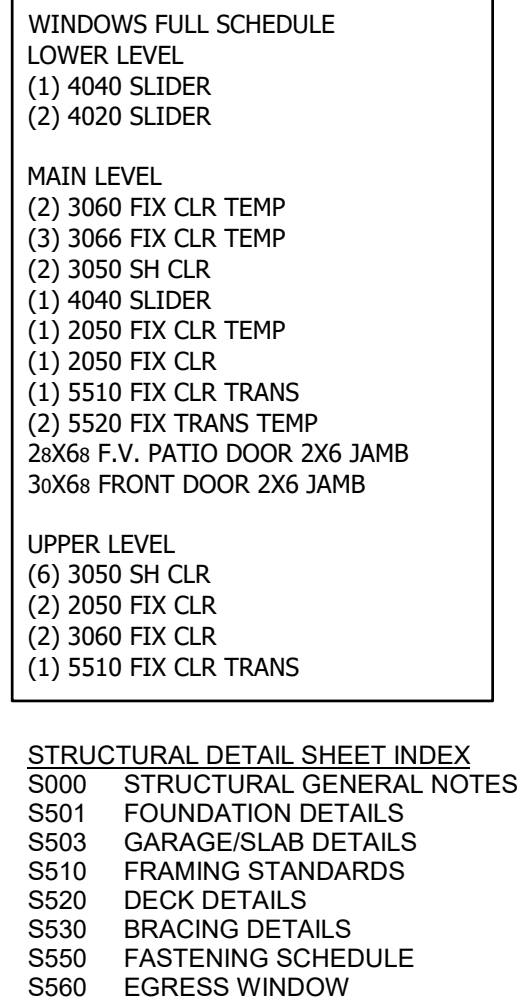 WINDOWS FULL SCHEDULE
LOWER LEVEL
(1) 4040 SLIDER
(2) 4020 SLIDER
MAIN LEVEL
(2) 3060 FIX CLR TEMP
(3) 3066 FIX CLR TEMP
(2) 3050 SH CLR
(1) 4040 SLIDER
(1) 2050 FIX CLR TEMP
(1) 2050 FIX CLR
(1) 5510 FIX CLR TRANS
(2) 5520 FIX TRANS TEMP
28X68 F.V. PATIO DOOR 2X6 JAMB
30X68 FRONT DOOR 2X6 JAMB
UPPER LEVEL
(6) 3050 SH CLR
(2) 2050 FIX CLR
(2) 3060 FIX CLR
(1) 5510 FIX CLR TRANS
STRUCTURAL DETAIL SHEET INDEX
S000 STRUCTURAL GENERAL NOTES
S501 FOUNDATION DETAILS
S503 GARAGE/SLAB DETAILS
S510 FRAMING STANDARDS
S520 DECK DETAILS
S530 BRACING DETAILS
S550 FASTENING SCHEDULE
S560 EGRESS WINDOW